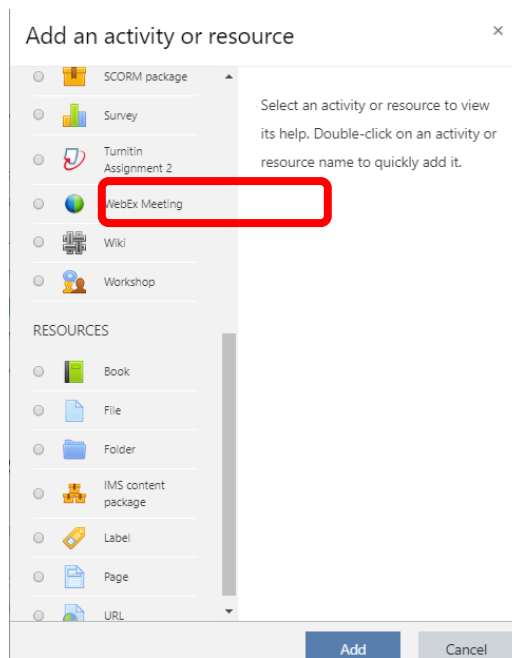 Add an activity or resource
×
SCORM package
Survey
Turnitin
Assignment 2
WebEx Meeting
Wiki
Workshop
RESOURCES
Book
File
Folder
IMS content
package
Label
Page
URL
Select an activity or resource to view
its help. Double-click on an activity or
resource name to quickly add it.
Add
Cancel